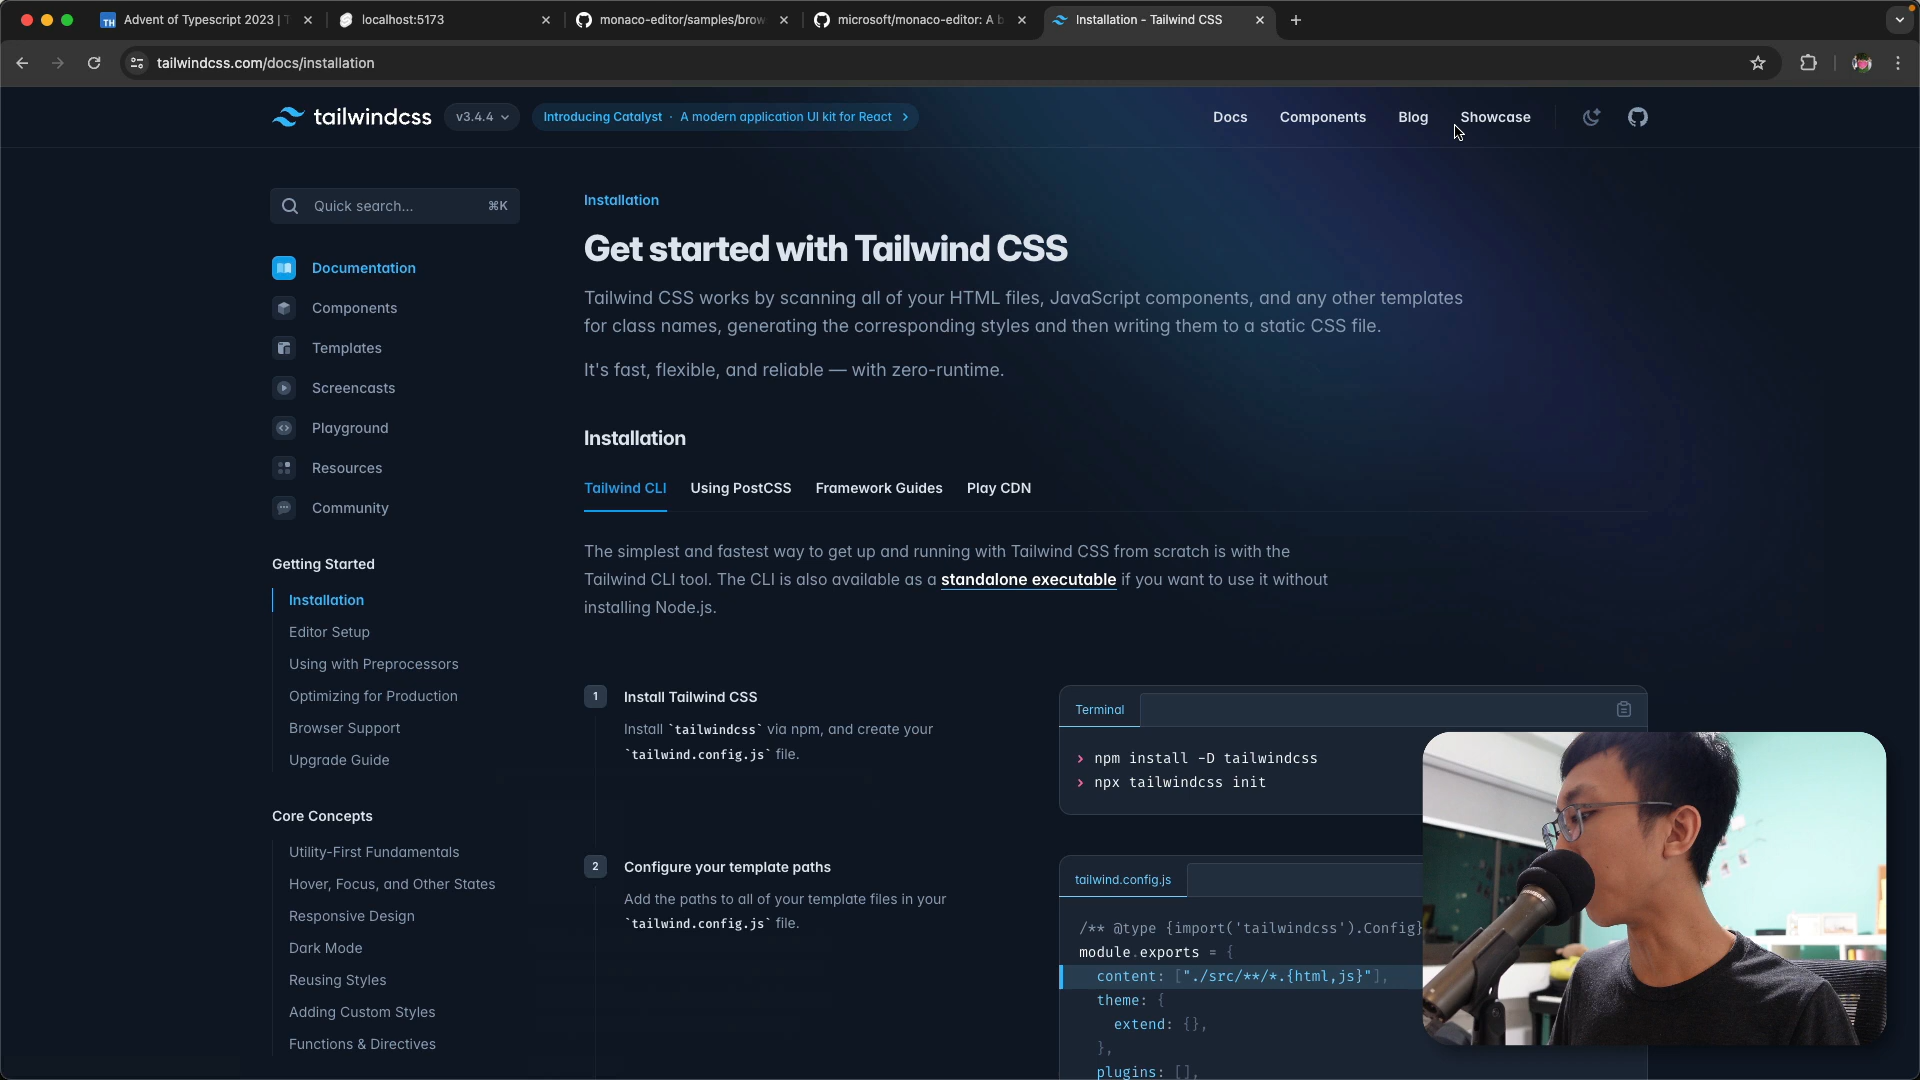 Advent of Typescript 2023 | T
localhost:5173
monaco-editor/samples/brow
microsoft/monaco-editor: A b
Installation - Tailwind CSS
tailwindcss.com/docs/installation
tailwindcss
v3.4.4
Introducing Catalyst · A modern application UI kit for React
Docs
Components
Blog
Showcase
Quick search...
⌘K
Documentation
Components
Templates
Screencasts
Playground
Resources
Community
Getting Started
Installation
Editor Setup
Using with Preprocessors
Optimizing for Production
Browser Support
Upgrade Guide
Core Concepts
Utility-First Fundamentals
Hover, Focus, and Other States
Responsive Design
Dark Mode
Reusing Styles
Adding Custom Styles
Functions & Directives
Installation
Get started with Tailwind CSS
Tailwind CSS works by scanning all of your HTML files, JavaScript components, and any other templates
for class names, generating the corresponding styles and then writing them to a static CSS file.
It's fast, flexible, and reliable — with zero-runtime.
Installation
Tailwind CLI
Using PostCSS
Framework Guides
Play CDN
The simplest and fastest way to get up and running with Tailwind CSS from scratch is with the
Tailwind CLI tool. The CLI is also available as a standalone executable if you want to use it without
installing Node.js.
1
Install Tailwind CSS
Install `tailwindcss` via npm, and create your
`tailwind.config.js` file.
Terminal
> npm install -D tailwindcss
> npx tailwindcss init
2
Configure your template paths
Add the paths to all of your template files in your
`tailwind.config.js` file.
tailwind.config.js
/** @type {import('tailwindcss').Config}
module.exports = {
content: ["./src/**/*.{html,js}"],
theme: {
extend: {},
},
plugins: [],